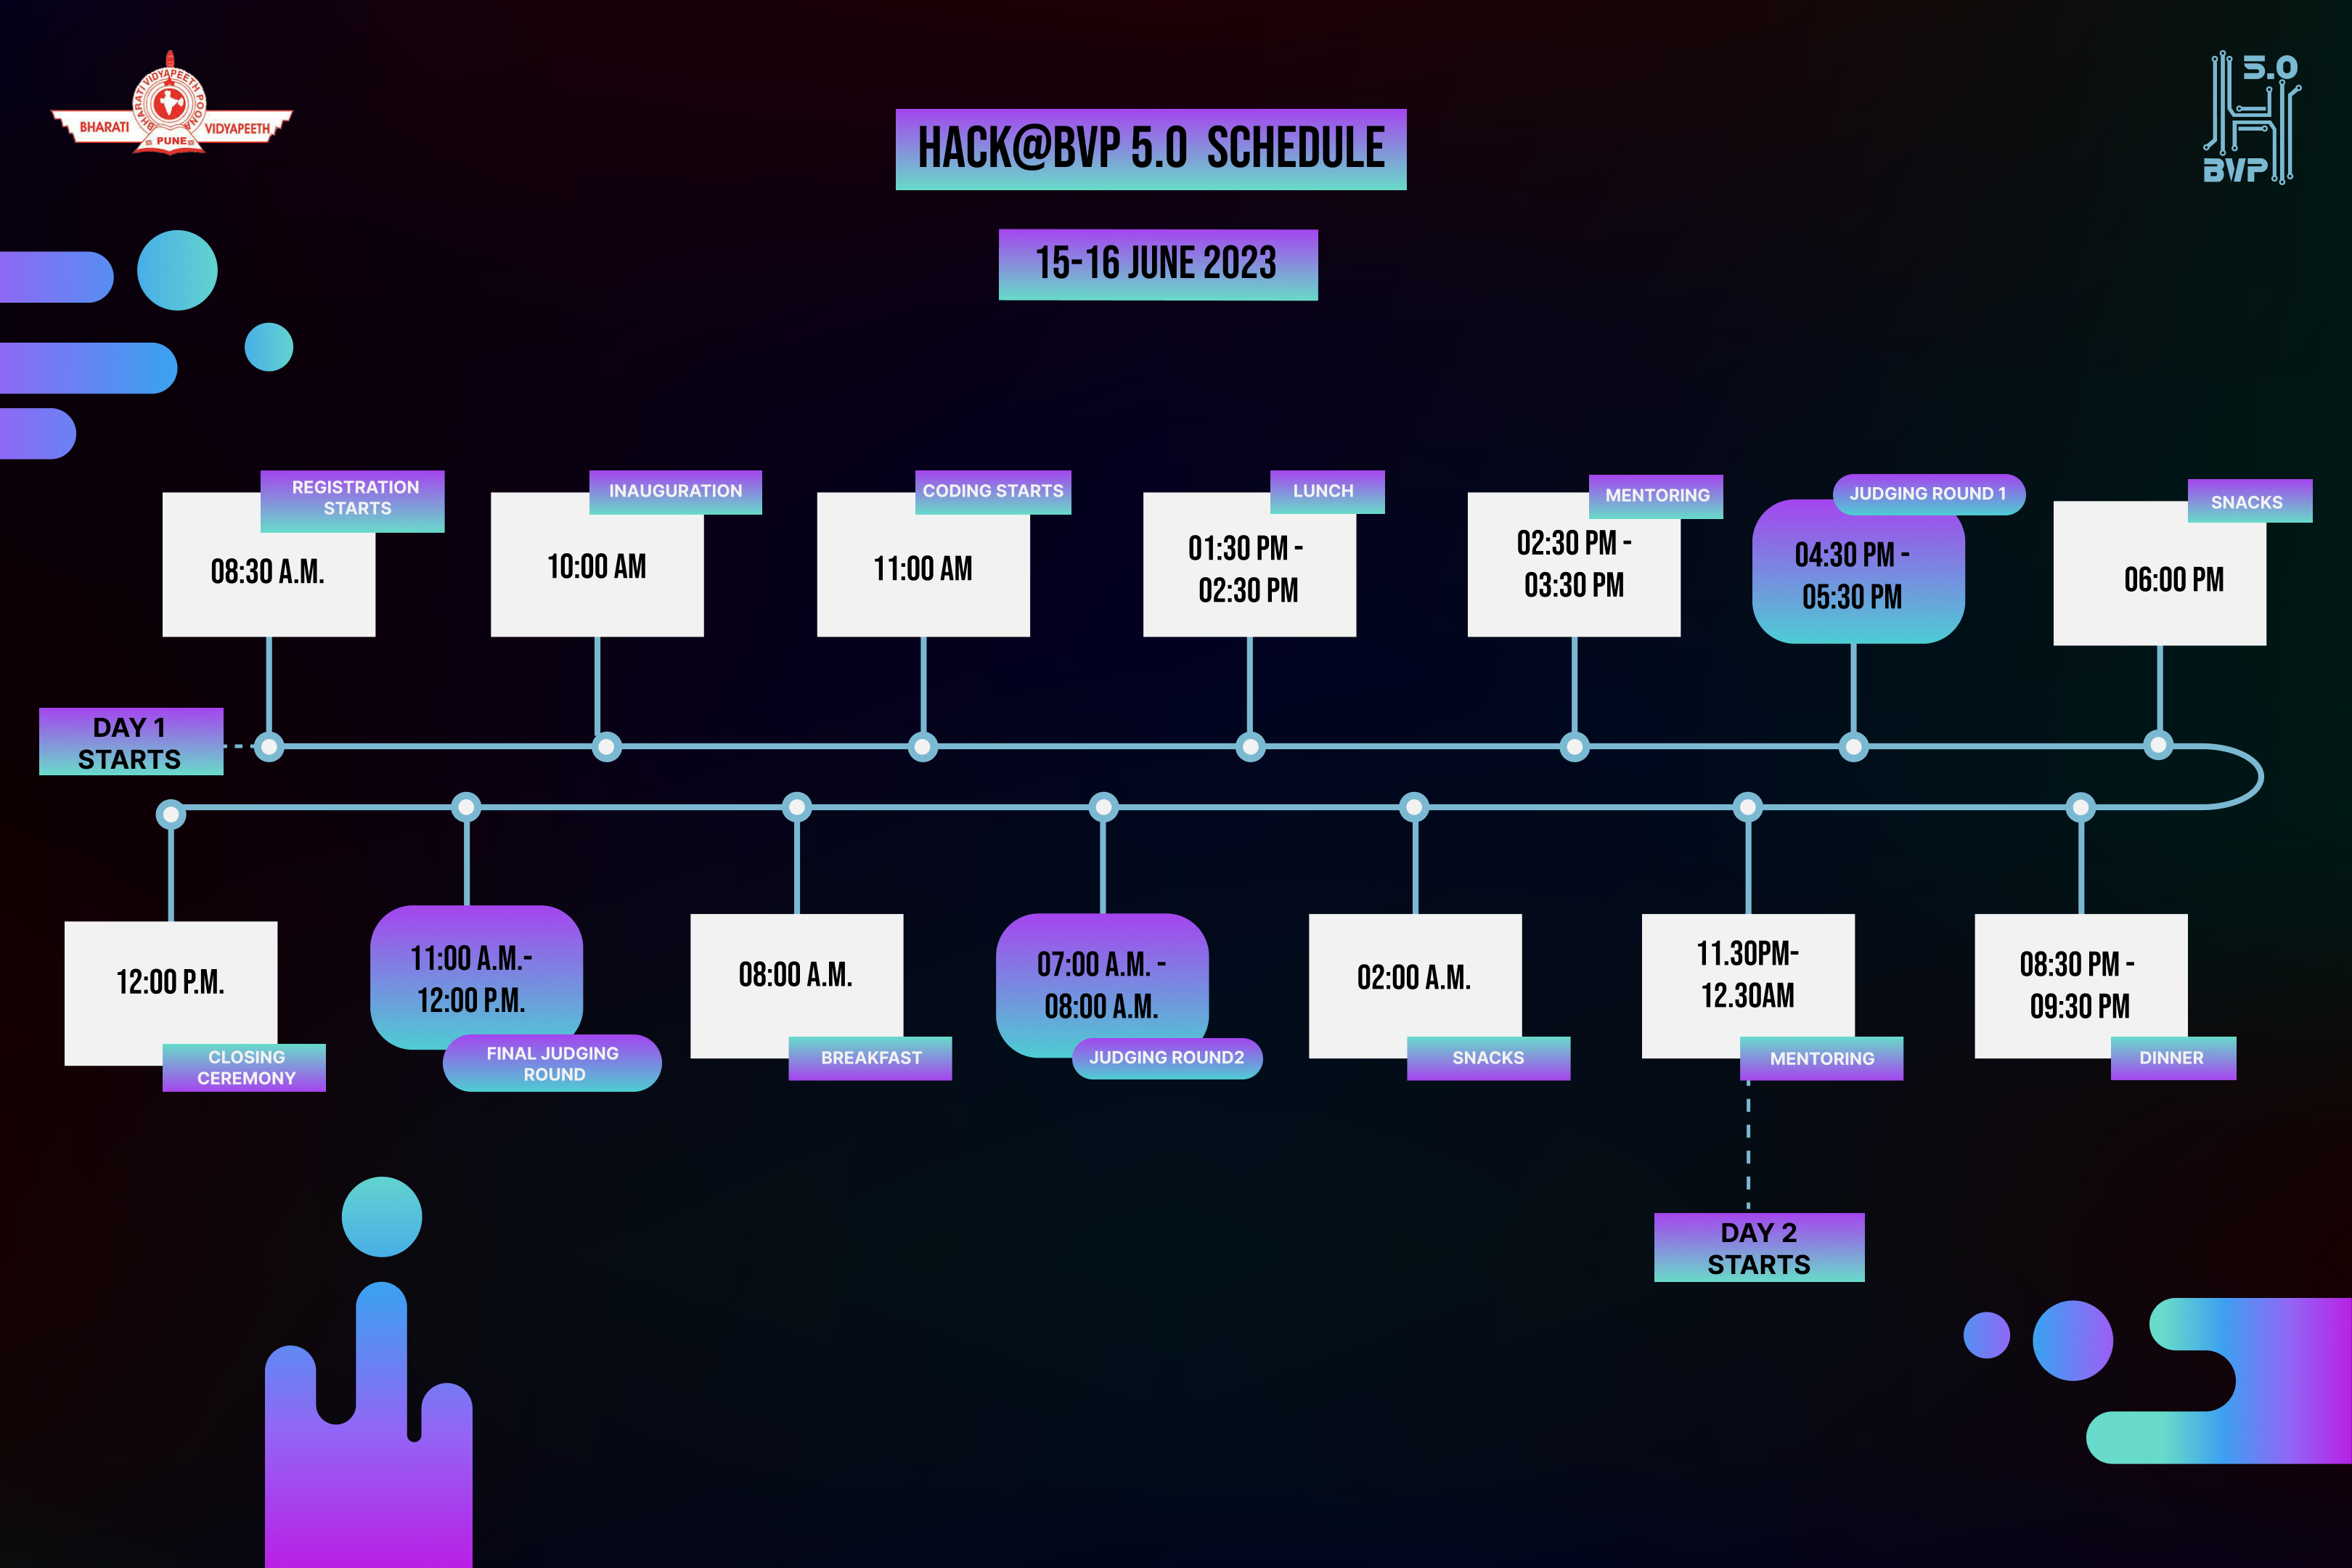 BHARATI VIDYAPEETH POONA
BHARATI
VIDYAPEETH
PUNE
5.0
BVP
HACK@BVP 5.0 SCHEDULE
15-16 JUNE 2023
REGISTRATION
STARTS
08:30 A.M.
INAUGURATION
10:00 AM
CODING STARTS
11:00 AM
LUNCH
01:30 PM -
02:30 PM
MENTORING
02:30 PM -
03:30 PM
JUDGING ROUND 1
04:30 PM -
05:30 PM
SNACKS
06:00 PM
DAY 1
STARTS
08:30 PM -
09:30 PM
DINNER
11.30PM-
12.30AM
MENTORING
DAY 2
STARTS
02:00 A.M.
SNACKS
07:00 A.M. -
08:00 A.M.
JUDGING ROUND2
08:00 A.M.
BREAKFAST
11:00 A.M.-
12:00 P.M.
FINAL JUDGING
ROUND
12:00 P.M.
CLOSING
CEREMONY